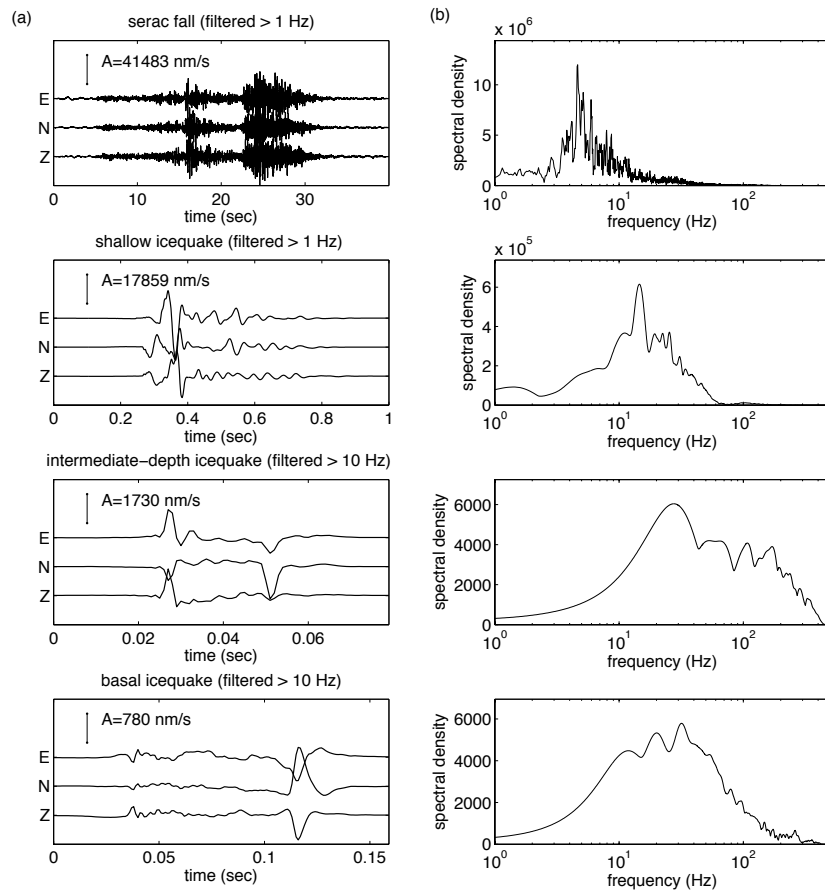 (a)
serac fall (filtered > 1 Hz)
A=41483 nm/s
E
N
Z
10 20 30
time (sec)
shallow icequake (filtered > 1 Hz)
A=17859 nm/s
E
N
Z
0 0.2 0.4 0.6 0.8 1
time (sec)
intermediate−depth icequake (filtered > 10 Hz)
A=1730 nm/s
E
N
Z
0 0.02 0.04 0.06
time (sec)
basal icequake (filtered > 10 Hz)
A=780 nm/s
E
N
Z
0 0.05 0.1 0.15
time (sec)
(b)
x 10^6
10
5
0
spectral density
10^0 10^1 10^2
frequency (Hz)
x 10^5
6
4
2
0
spectral density
10^0 10^1 10^2
frequency (Hz)
6000
4000
2000
0
spectral density
10^0 10^1 10^2
frequency (Hz)
6000
4000
2000
0
spectral density
10^0 10^1 10^2
frequency (Hz)